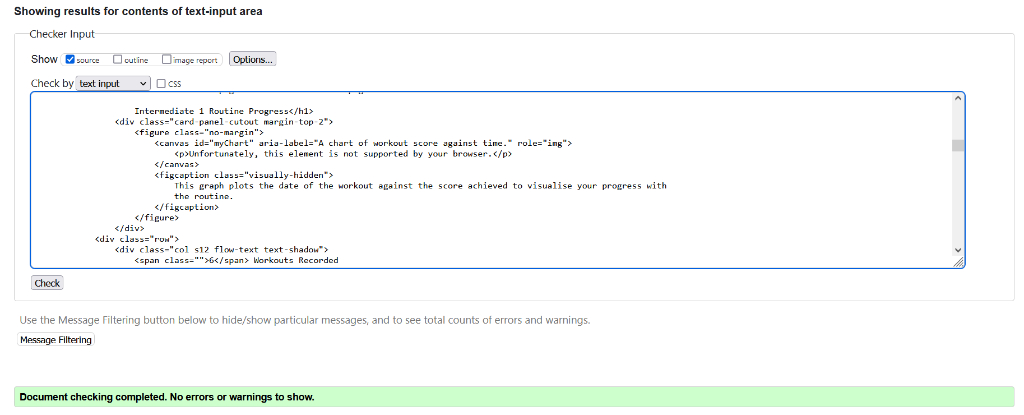 Showing results for contents of text-input area
Checker Input
Show source outline image report Options...
Check by text input CSS
Intermediate 1 Routine Progress</h1>
<div class="card-panel-cutout margin-top-2">
<figure class="no-margin">
<canvas id="myChart" aria-label="A chart of workout score against time." role="img">
<p>Unfortunately, this element is not supported by your browser.</p>
</canvas>
<figcaption class="visually-hidden">
This graph plots the date of the workout against the score achieved to visualise your progress with
the routine.
</figcaption>
</figure>
</div>
<div class="row">
<div class="col s12 flow-text text-shadow">
<span class="">6</span> Workouts Recorded
Check
Use the Message Filtering button below to hide/show particular messages, and to see total counts of errors and warnings.
Message Filtering
Document checking completed. No errors or warnings to show.